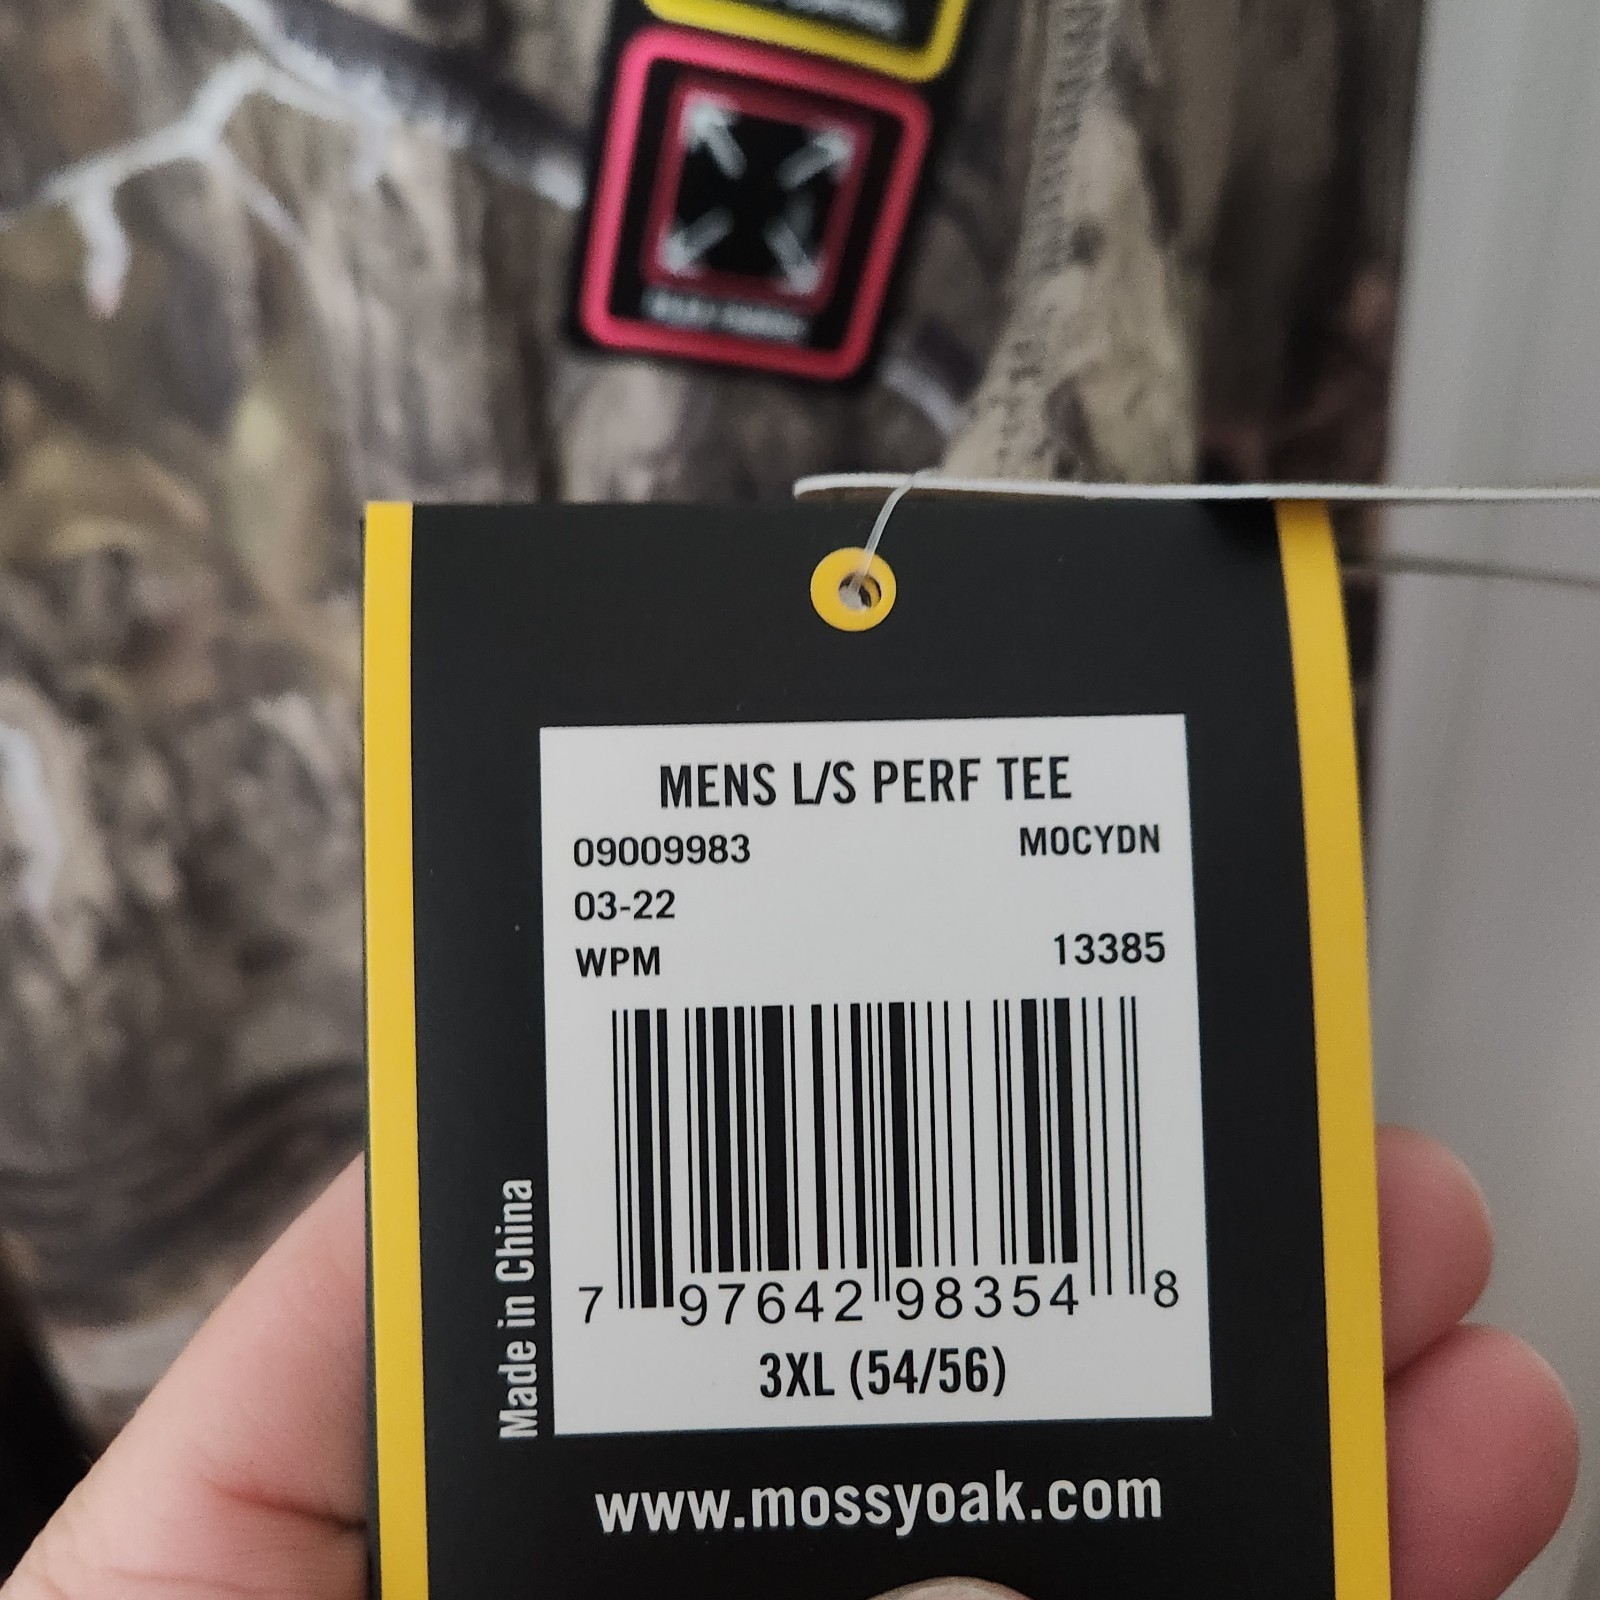 MENS L/S PERF TEE
09009983 MOCYDN
03-22
WPM 13385
7 97642 98354 8
3XL (54/56)
Made in China
www.mossyoak.com